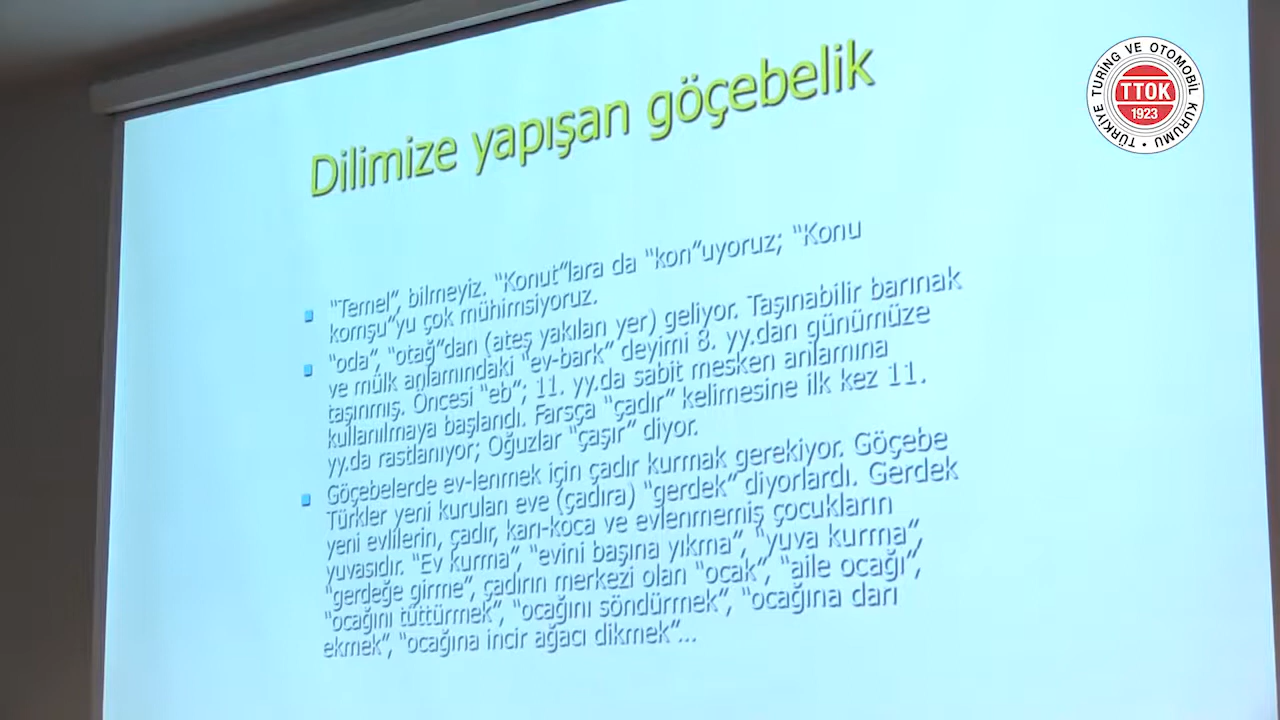 Dilimize yapışan göçebelik
"Temel", bilmeyiz. "Konut"lara da "kon"uyoruz; "Konu
komşu"yu çok mühimsiyoruz.
"oda", "otağ"dan (ateş yakılan yer) geliyor. Taşınabilir barınak
ve mülk anlamındaki "ev-bark" deyimi 8. yy.dan günümüze
taşınmış. Öncesi "eb"; 11. yy.da sabit mesken anlamına
kullanılmaya başlandı. Farsça "çadır" kelimesine ilk kez 11.
yy.da rastlanıyor; Oğuzlar "çaşır" diyor.
Göçebelerde ev-lenmek için çadır kurmak gerekiyor. Göçebe
Türkler yeni kurulan eve (çadıra) "gerdek" diyorlardı. Gerdek
yeni evlilerin, çadır, karı-koca ve evlenmemiş çocukların
yuvasıdır. "Ev kurma", "evini başına yıkma", "yuva kurma",
"gerdeğe girme", çadırın merkezi olan "ocak", "aile ocağı",
"ocağını tüttürmek", "ocağını söndürmek", "ocağına darı
ekmek", "ocağına incir ağacı dikmek"...
TÜRKİYE TURİNG VE OTOMOBİL KURUMU
TTOK
1923